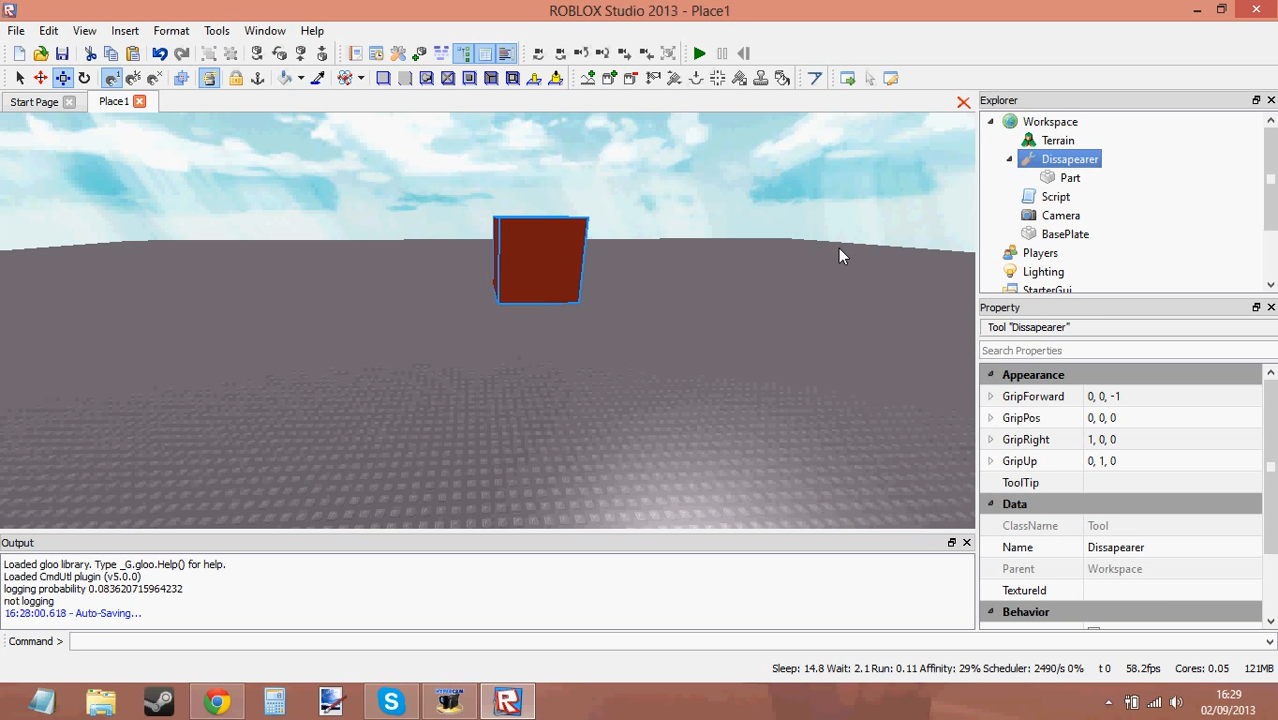 ROBLOX Studio 2013 - Place1
File Edit View Insert Format Tools Window Help
Start Page Place1
Explorer
Workspace
Terrain
Dissapearer
Part
Script
Camera
BasePlate
Players
Lighting
StarterGui
Property
Tool "Dissapearer"
Search Properties
Appearance
GripForward 0, 0, -1
GripPos 0, 0, 0
GripRight 1, 0, 0
GripUp 0, 1, 0
ToolTip
Data
ClassName Tool
Name Dissapearer
Parent Workspace
TextureId
Behavior
Output
Loaded gloo library. Type _G.gloo.Help() for help.
Loaded CmdUtl plugin (v5.0.0)
logging probability 0.083620715964232
not logging
16:28:00.618 - Auto-Saving...
Command >
Sleep: 14.8 Wait: 2.1 Run: 0.11 Affinity: 29% Scheduler: 2490/s 0% t 0 58.2fps Cores: 0.05 121MB
HYPERCAM
16:29
02/09/2013